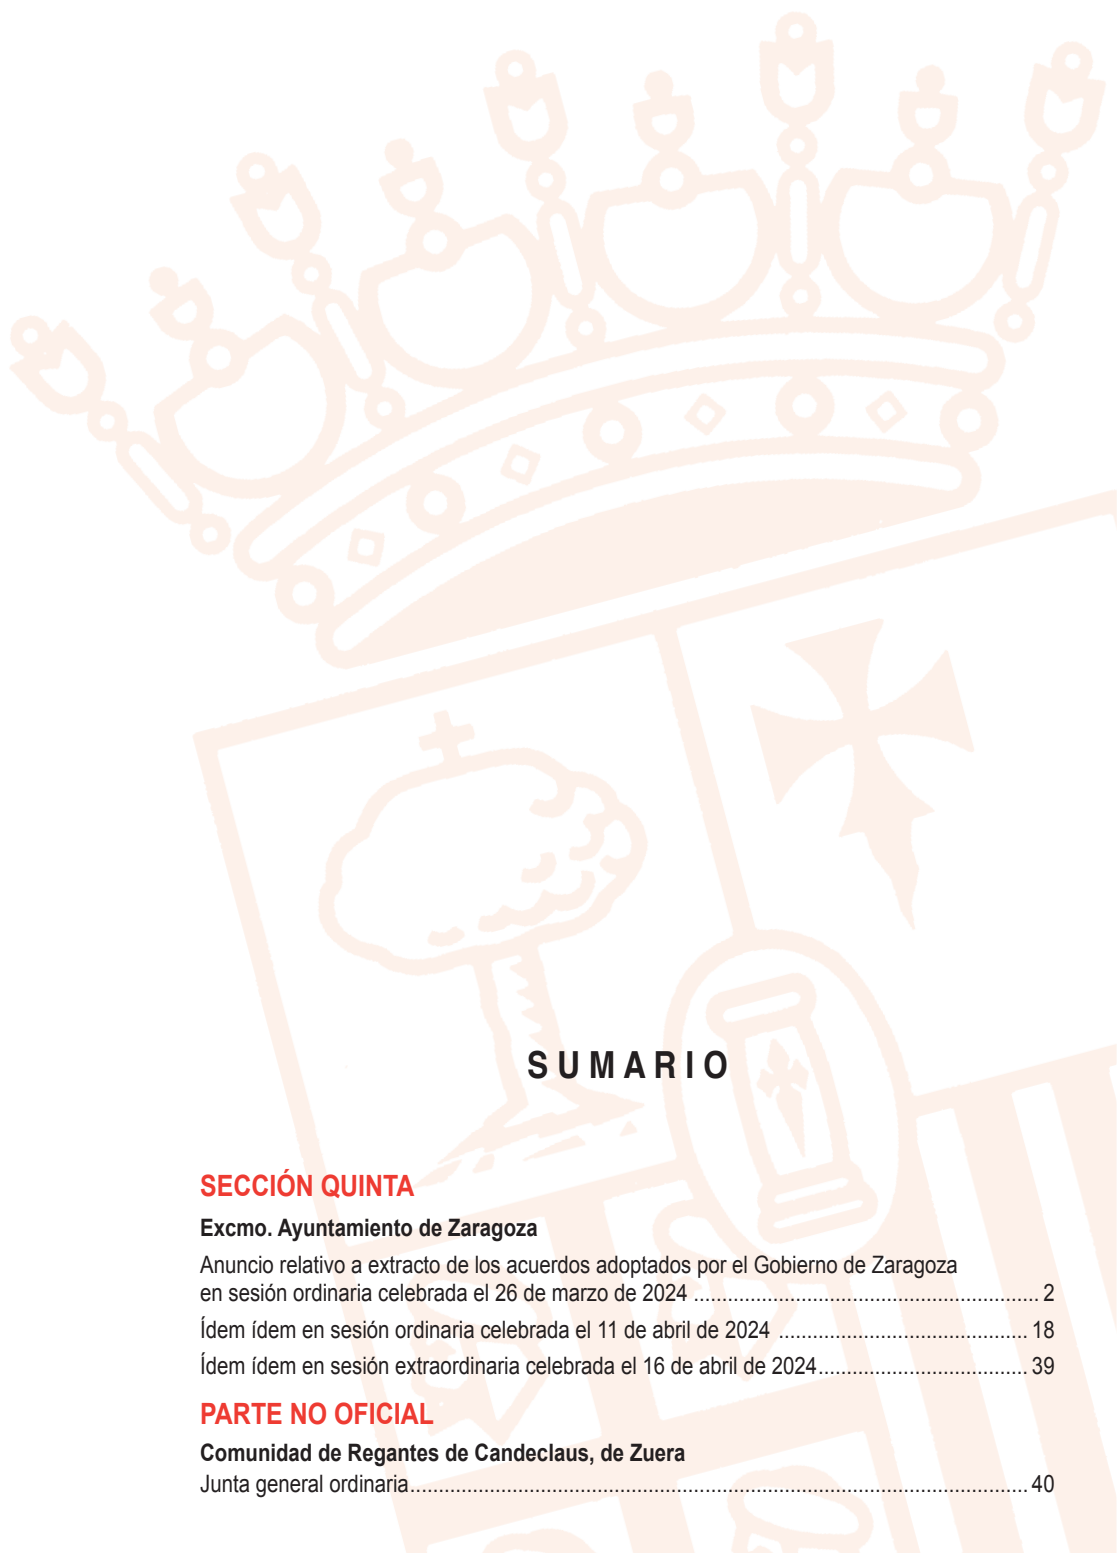 SUMARIO
SECCIÓN QUINTA
Excmo. Ayuntamiento de Zaragoza
Anuncio relativo a extracto de los acuerdos adoptados por el Gobierno de Zaragoza
en sesión ordinaria celebrada el 26 de marzo de 2024 ............................................................. 2
Ídem ídem en sesión ordinaria celebrada el 11 de abril de 2024 ............................................ 18
Ídem ídem en sesión extraordinaria celebrada el 16 de abril de 2024..................................... 39
PARTE NO OFICIAL
Comunidad de Regantes de Candeclaus, de Zuera
Junta general ordinaria............................................................................................................. 40